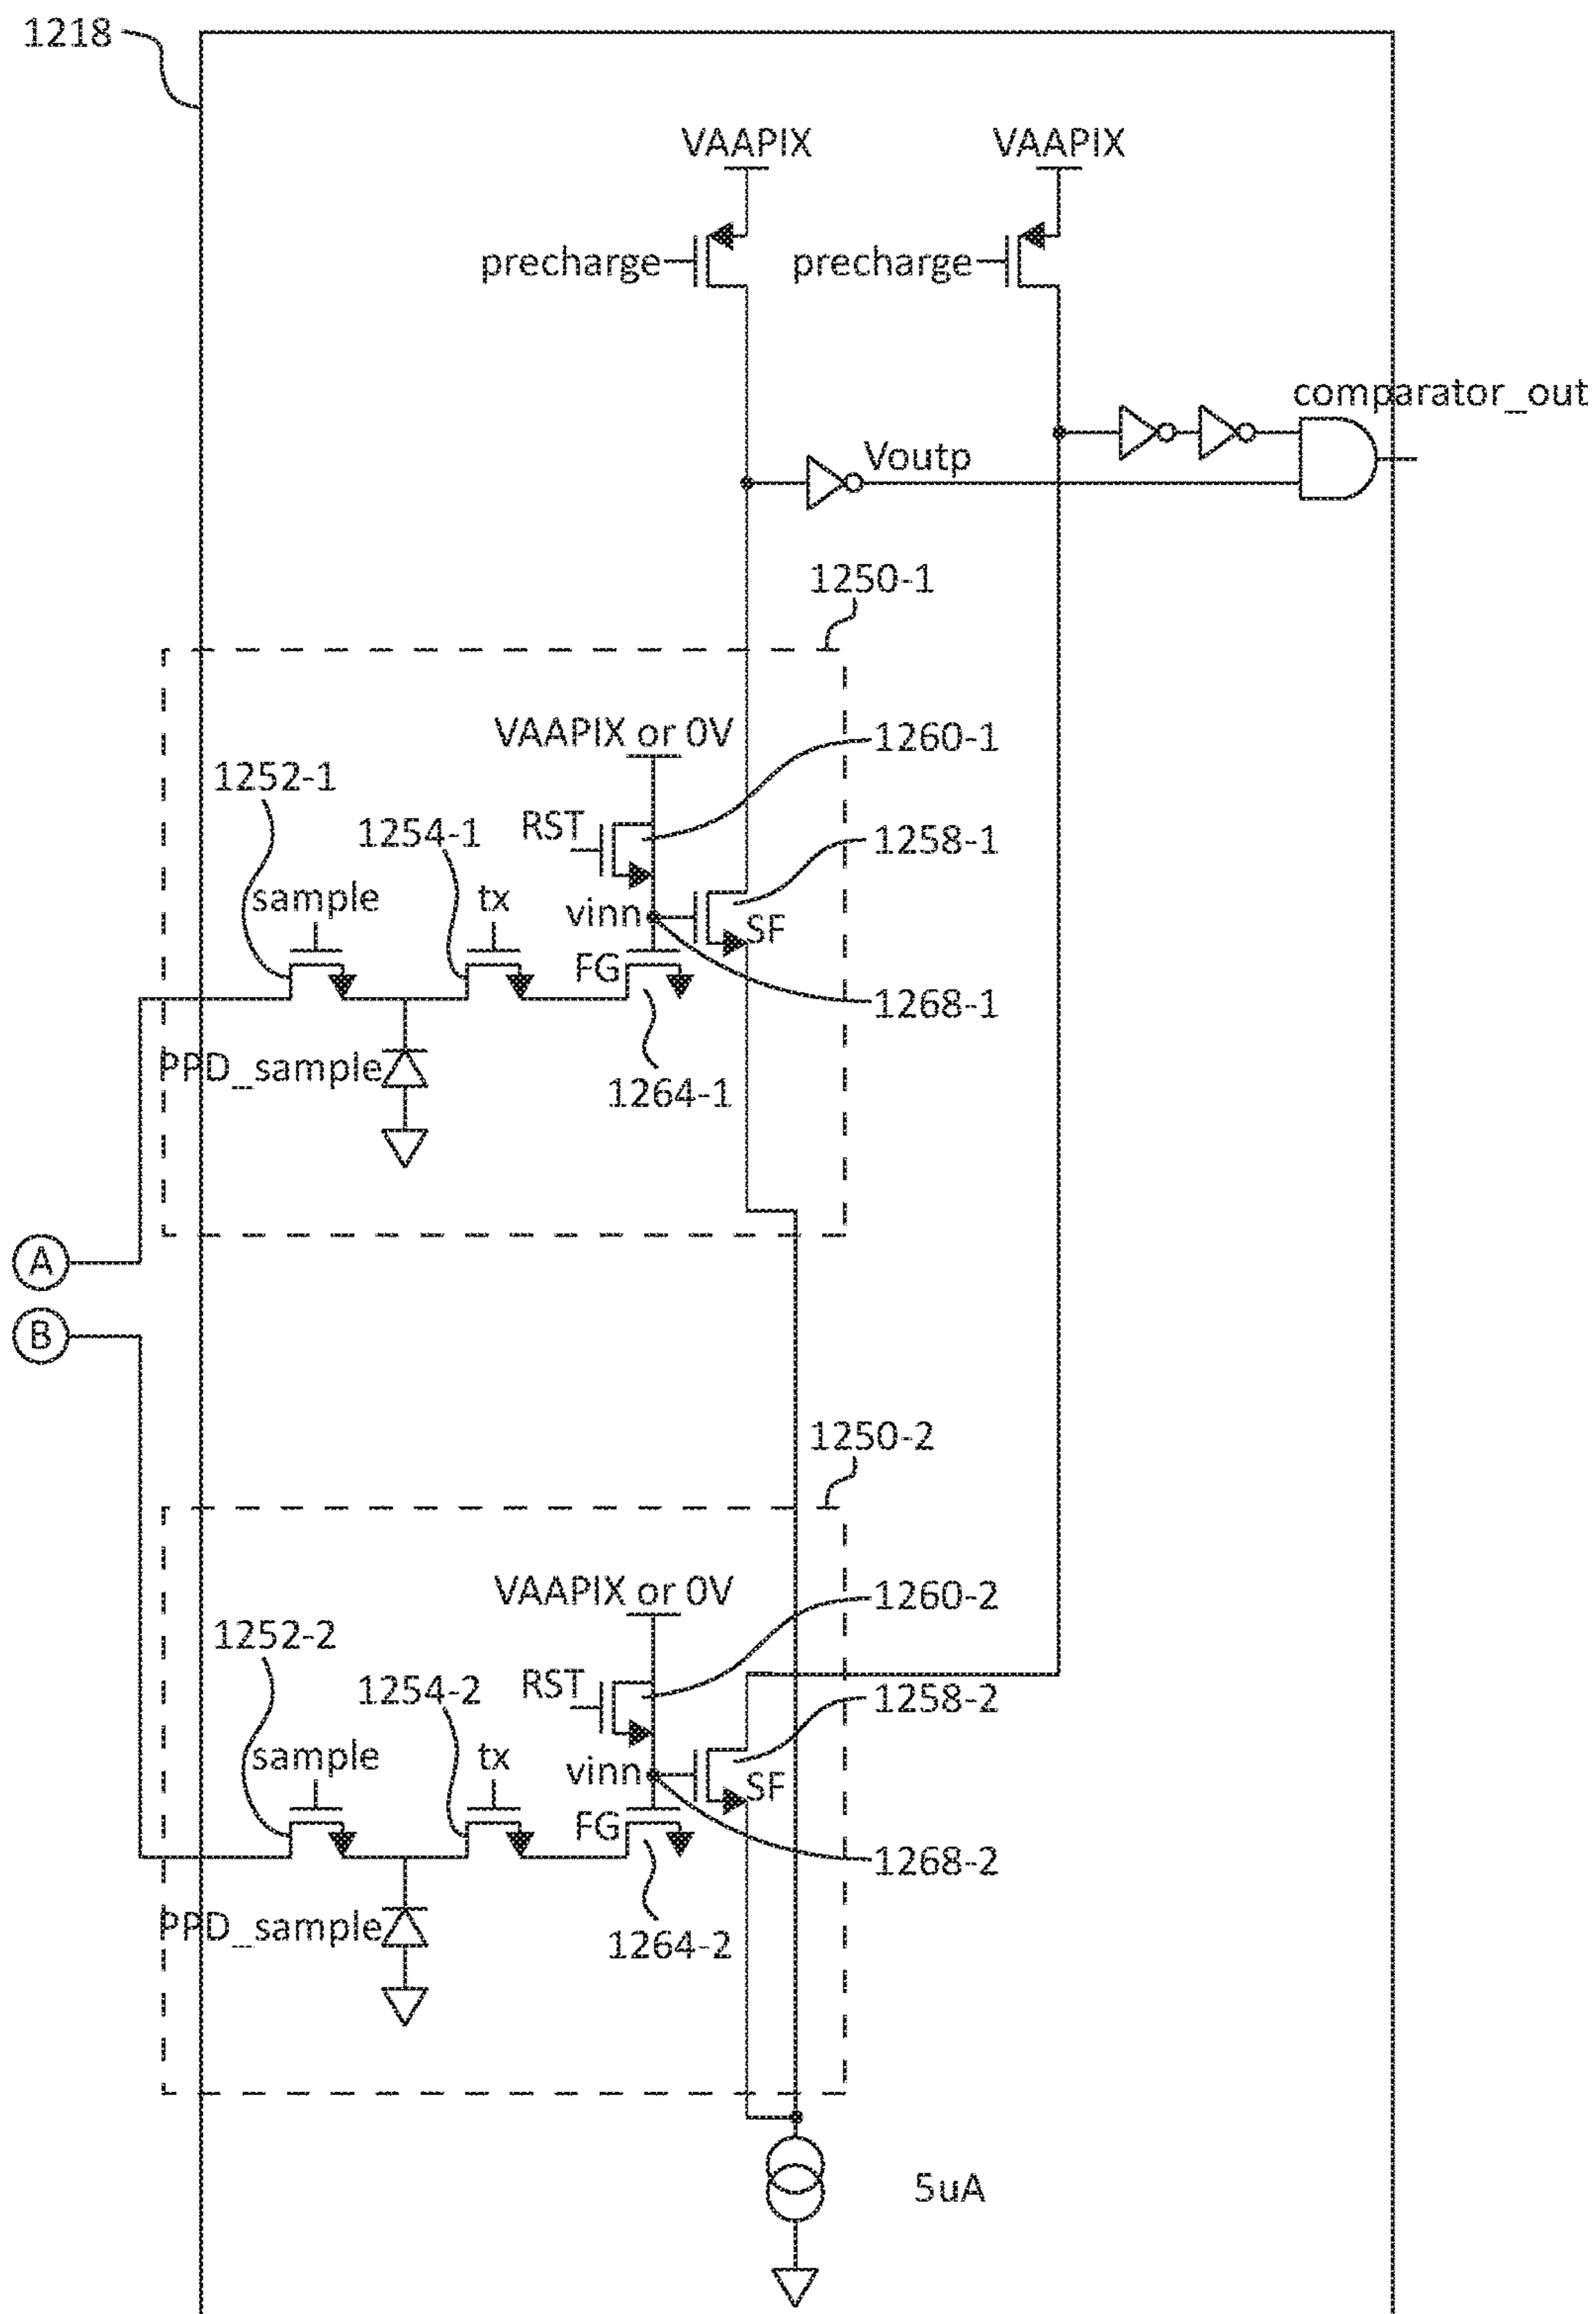 1218
VAAPIX VAAPIX
precharge precharge
comparator_out
Voutp
1250-1
VAAPIX or 0V 1260-1
1252-1
1254-1 RST 1258-1
sample tx vinn SF
FG
1268-1
PPD_sample
1264-1
A
B
1250-2
VAAPIX or 0V 1260-2
1252-2
1254-2 RST 1258-2
sample tx vinn SF
FG
1268-2
PPD_sample
1264-2
5uA